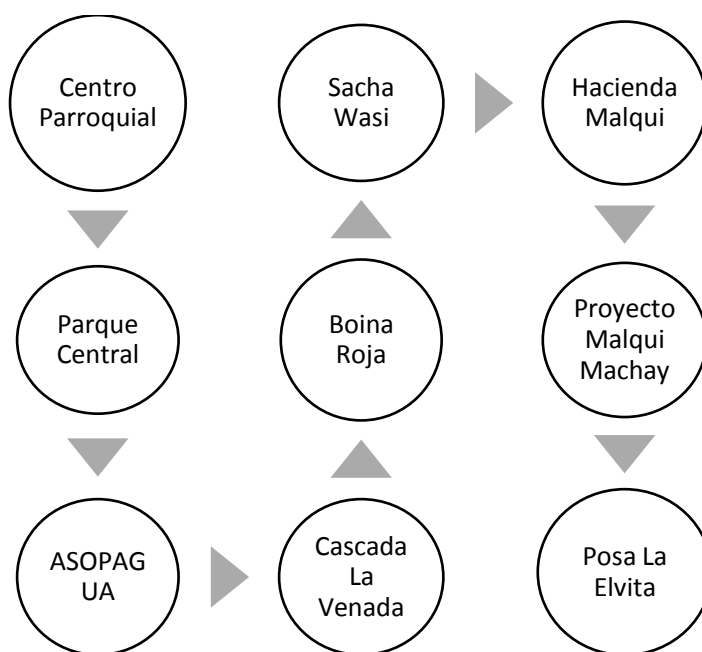 Centro
Parroquial
Parque
Central
ASOPAG
UA
Cascada
La
Venada
Boina
Roja
Sacha
Wasi
Hacienda
Malqui
Proyecto
Malqui
Machay
Posa La
Elvita